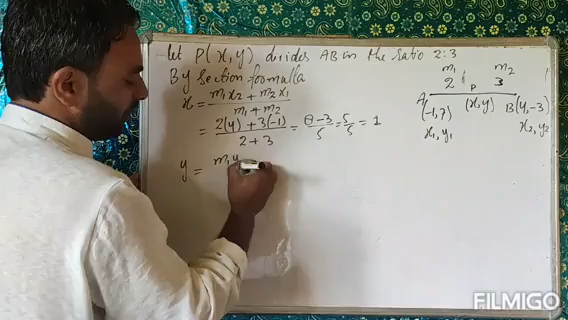 let P(x,y) divides AB in the ratio 2:3
By Section formulla
x = m₁x₂ + m₂x₁ / m₁ + m₂
= 2(4) + 3(-1) / 2 + 3 = 8 - 3 / 5 = 5 / 5 = 1
y = m₁y
m₁ m₂
2 : 3
P
A (x,y) B(4,-3)
(-1,7)
x₁, y₁ x₂, y₂
FILMIGO